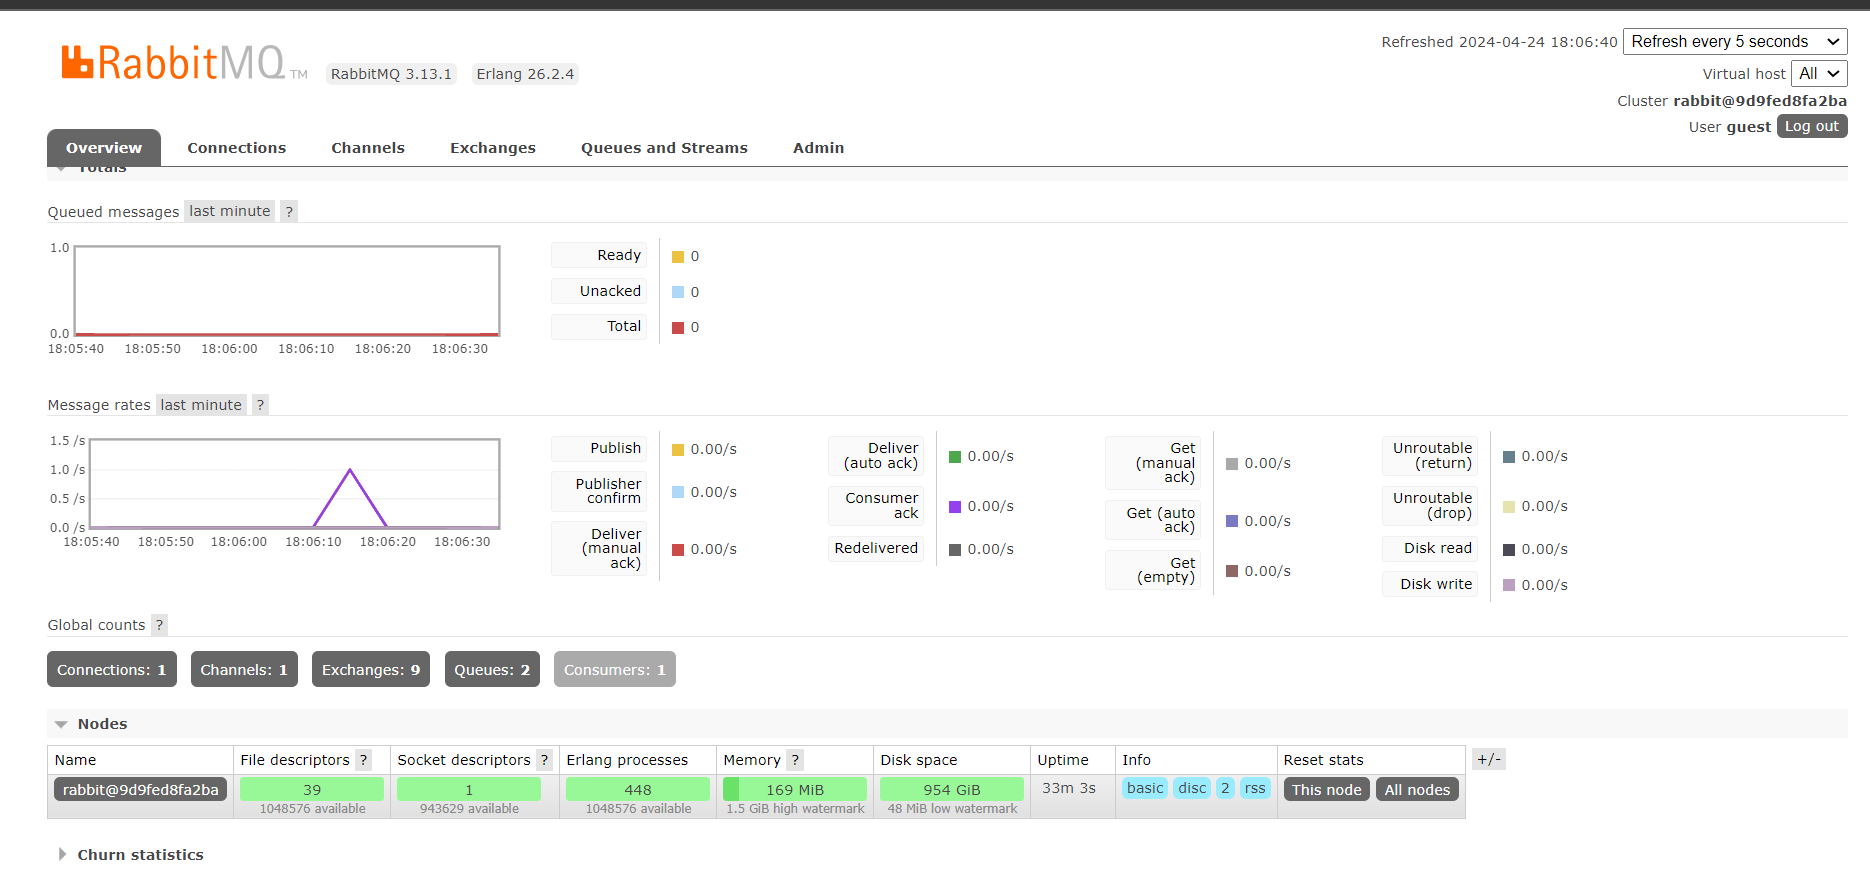 RabbitMQ TM RabbitMQ 3.13.1 Erlang 26.2.4
Refreshed 2024-04-24 18:06:40 Refresh every 5 seconds
Virtual host All
Cluster rabbit@9d9fed8fa2ba
User guest Log out
Overview Connections Channels Exchanges Queues and Streams Admin
Totals
Queued messages last minute ?
1.0
0.0
18:05:40 18:05:50 18:06:00 18:06:10 18:06:20 18:06:30
Ready 0
Unacked 0
Total 0
Message rates last minute ?
1.5 /s
1.0 /s
0.5 /s
0.0 /s
18:05:40 18:05:50 18:06:00 18:06:10 18:06:20 18:06:30
Publish 0.00/s
Publisher
confirm 0.00/s
Deliver
(manual
ack) 0.00/s
Deliver
(auto ack) 0.00/s
Consumer
ack 0.00/s
Redelivered 0.00/s
Get
(manual
ack) 0.00/s
Get (auto
ack) 0.00/s
Get
(empty) 0.00/s
Unroutable
(return) 0.00/s
Unroutable
(drop) 0.00/s
Disk read 0.00/s
Disk write 0.00/s
Global counts ?
Connections: 1 Channels: 1 Exchanges: 9 Queues: 2 Consumers: 1
Nodes
Name File descriptors ? Socket descriptors ? Erlang processes Memory ? Disk space Uptime Info Reset stats +/-
rabbit@9d9fed8fa2ba 39 1 448 169 MiB 954 GiB 33m 3s basic disc 2 rss This node All nodes
1048576 available 943629 available 1048576 available 1.5 GiB high watermark 48 MiB low watermark
Churn statistics